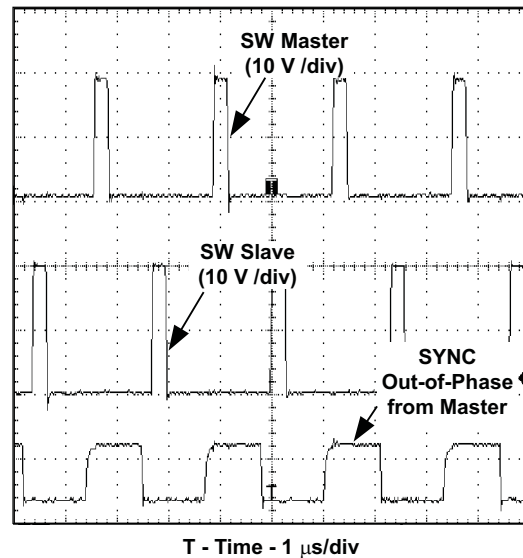 SW Master
(10 V /div)
SW Slave
(10 V /div)
SYNC
Out-of-Phase
from Master
T - Time - 1 μs/div